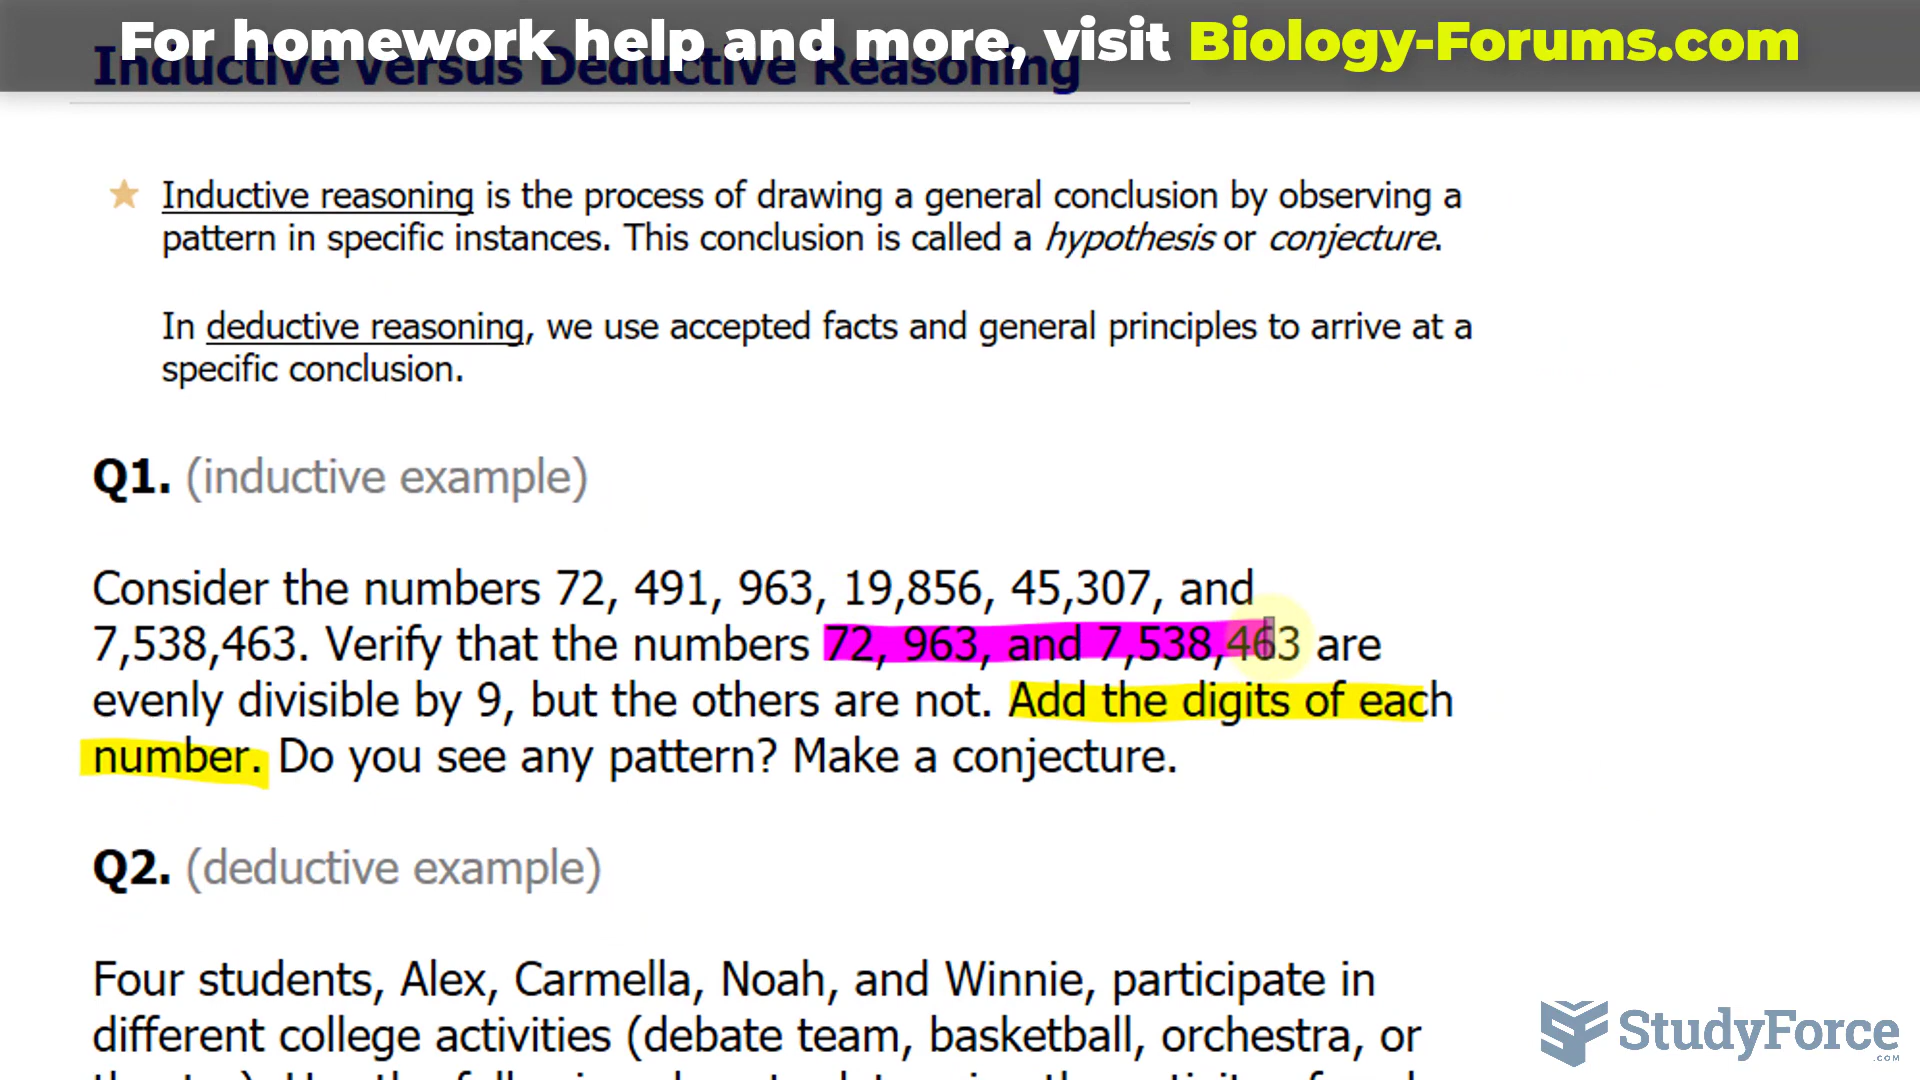 For homework help and more, visit Biology-Forums.com
Inductive versus Deductive Reasoning
Inductive reasoning is the process of drawing a general conclusion by observing a
pattern in specific instances. This conclusion is called a hypothesis or conjecture.
In deductive reasoning, we use accepted facts and general principles to arrive at a
specific conclusion.
Q1. (inductive example)
Consider the numbers 72, 491, 963, 19,856, 45,307, and
7,538,463. Verify that the numbers 72, 963, and 7,538,463 are
evenly divisible by 9, but the others are not. Add the digits of each
number. Do you see any pattern? Make a conjecture.
Q2. (deductive example)
Four students, Alex, Carmella, Noah, and Winnie, participate in
different college activities (debate team, basketball, orchestra, or
StudyForce
.COM